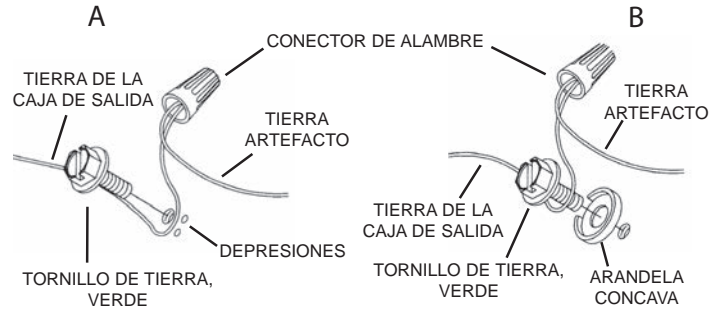 A
B
CONECTOR DE ALAMBRE
TIERRA DE LA
CAJA DE SALIDA
TIERRA
ARTEFACTO
TIERRA
ARTEFACTO
TIERRA DE LA
CAJA DE SALIDA
DEPRESIONES
TORNILLO DE TIERRA,
VERDE
TORNILLO DE TIERRA,
VERDE
ARANDELA
CONCAVA